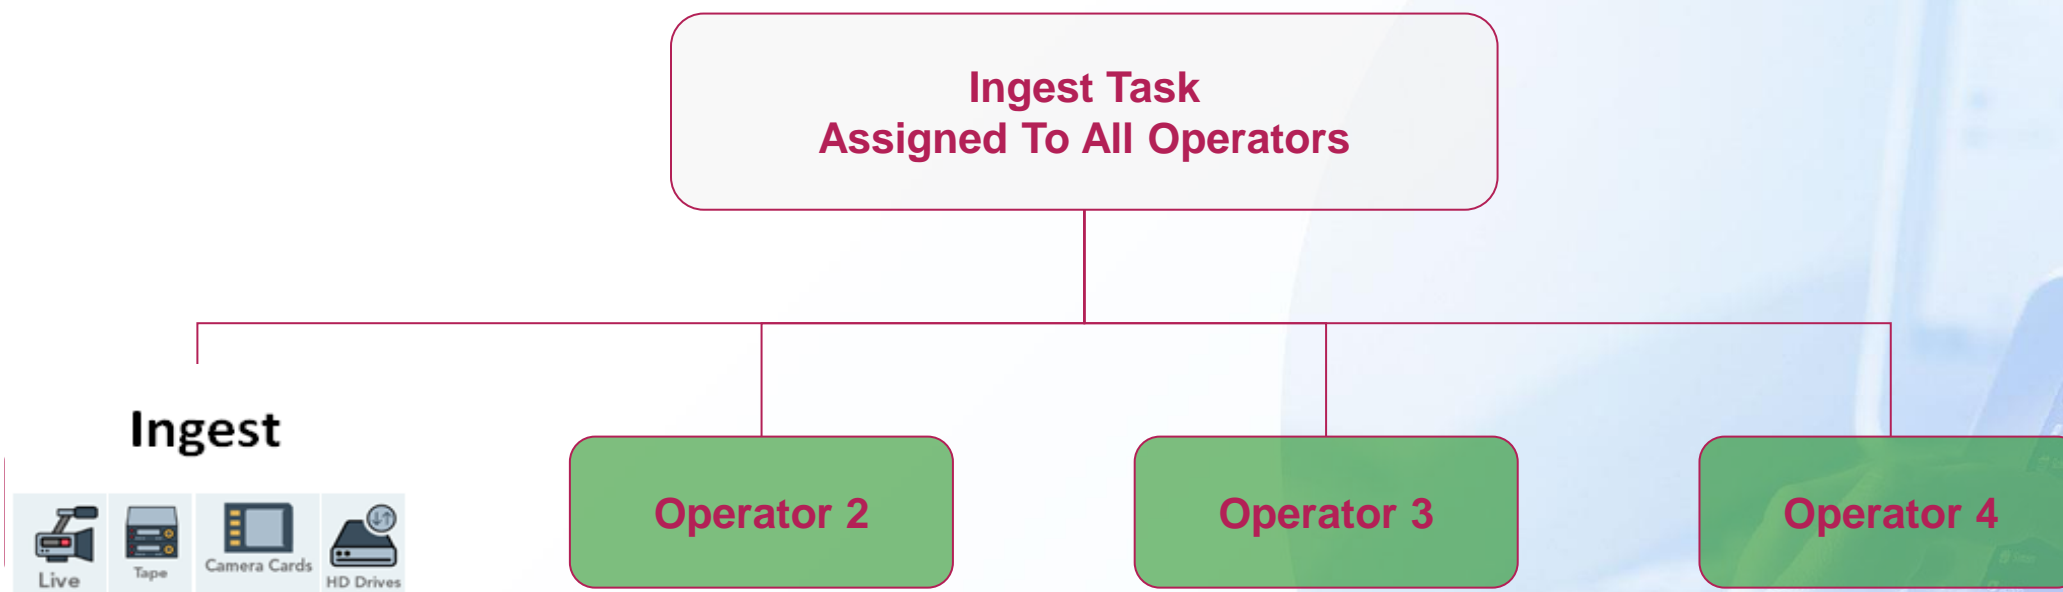 Ingest Task
Assigned To All Operators
Ingest
Live
Tape
Camera Cards
HD Drives
Operator 2
Operator 3
Operator 4